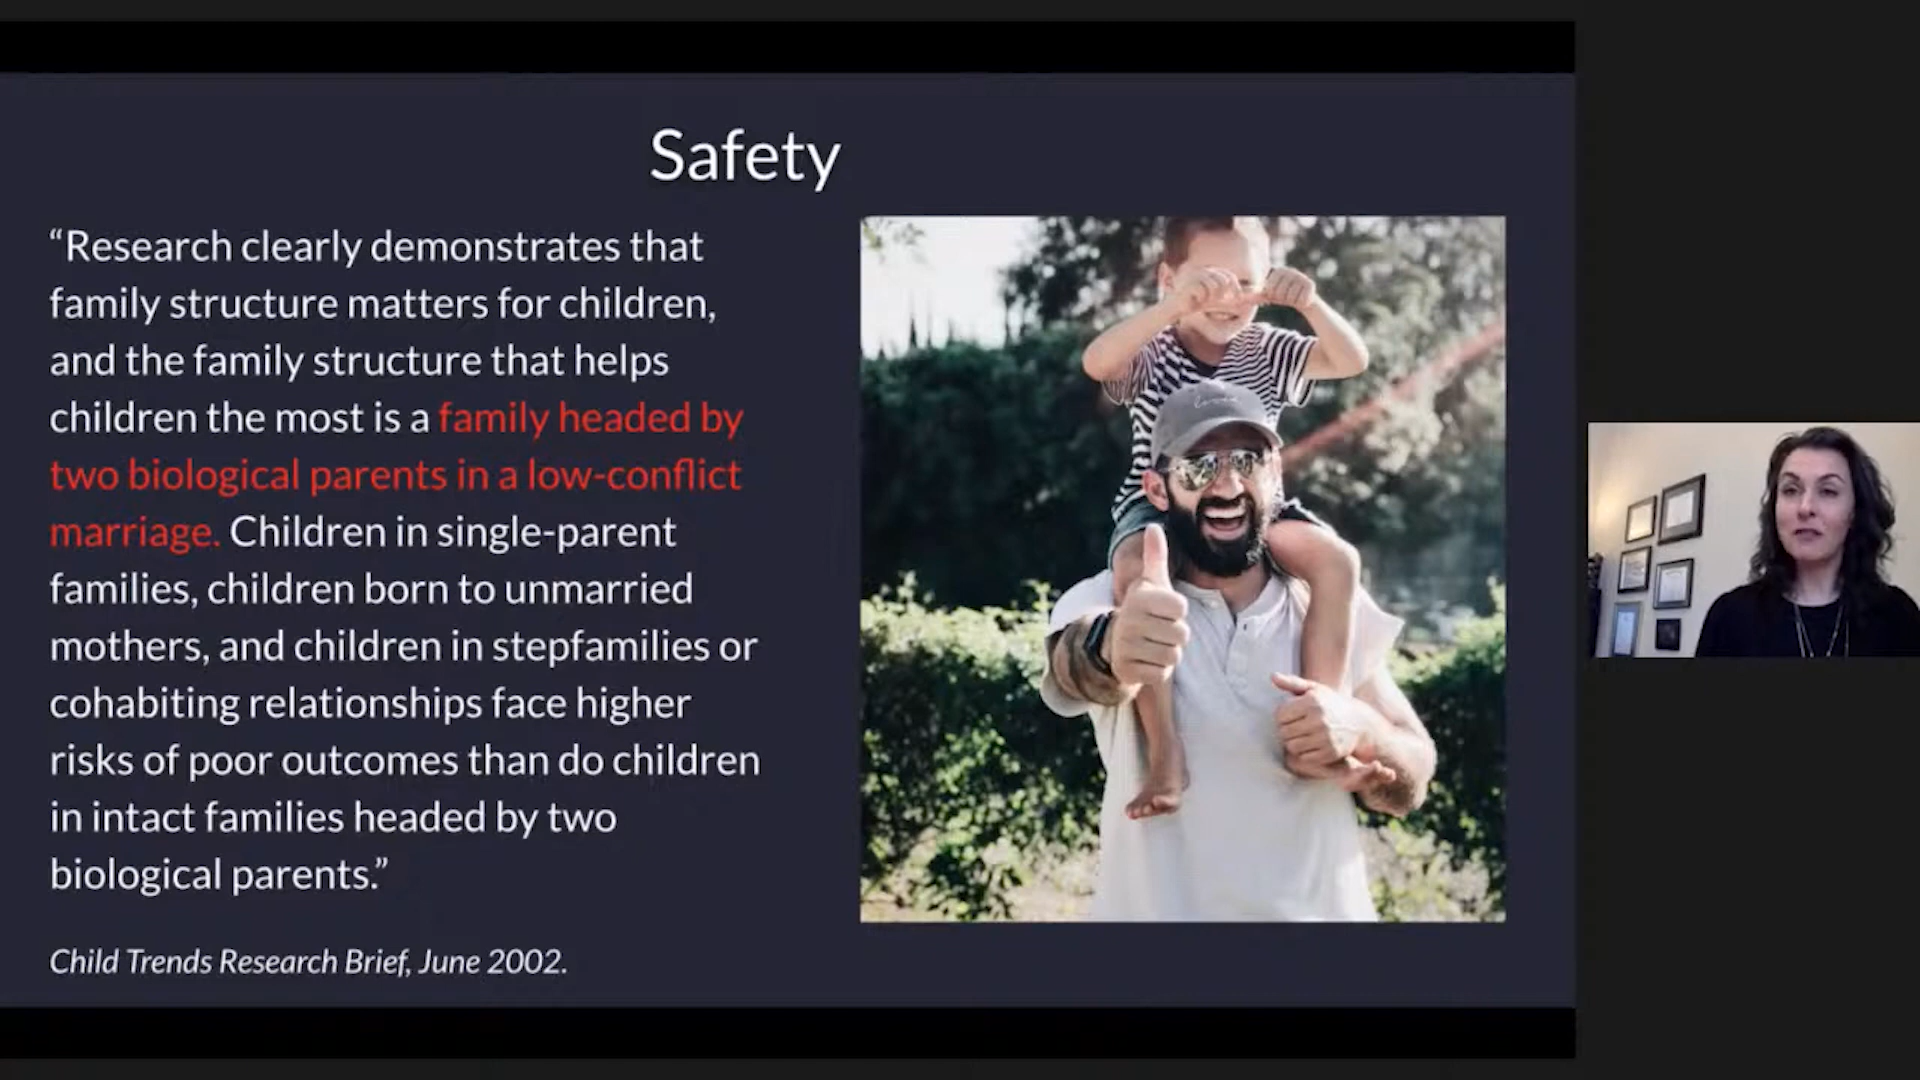 Safety
“Research clearly demonstrates that
family structure matters for children,
and the family structure that helps
children the most is a family headed by
two biological parents in a low-conflict
marriage. Children in single-parent
families, children born to unmarried
mothers, and children in stepfamilies or
cohabiting relationships face higher
risks of poor outcomes than do children
in intact families headed by two
biological parents.”
Child Trends Research Brief, June 2002.